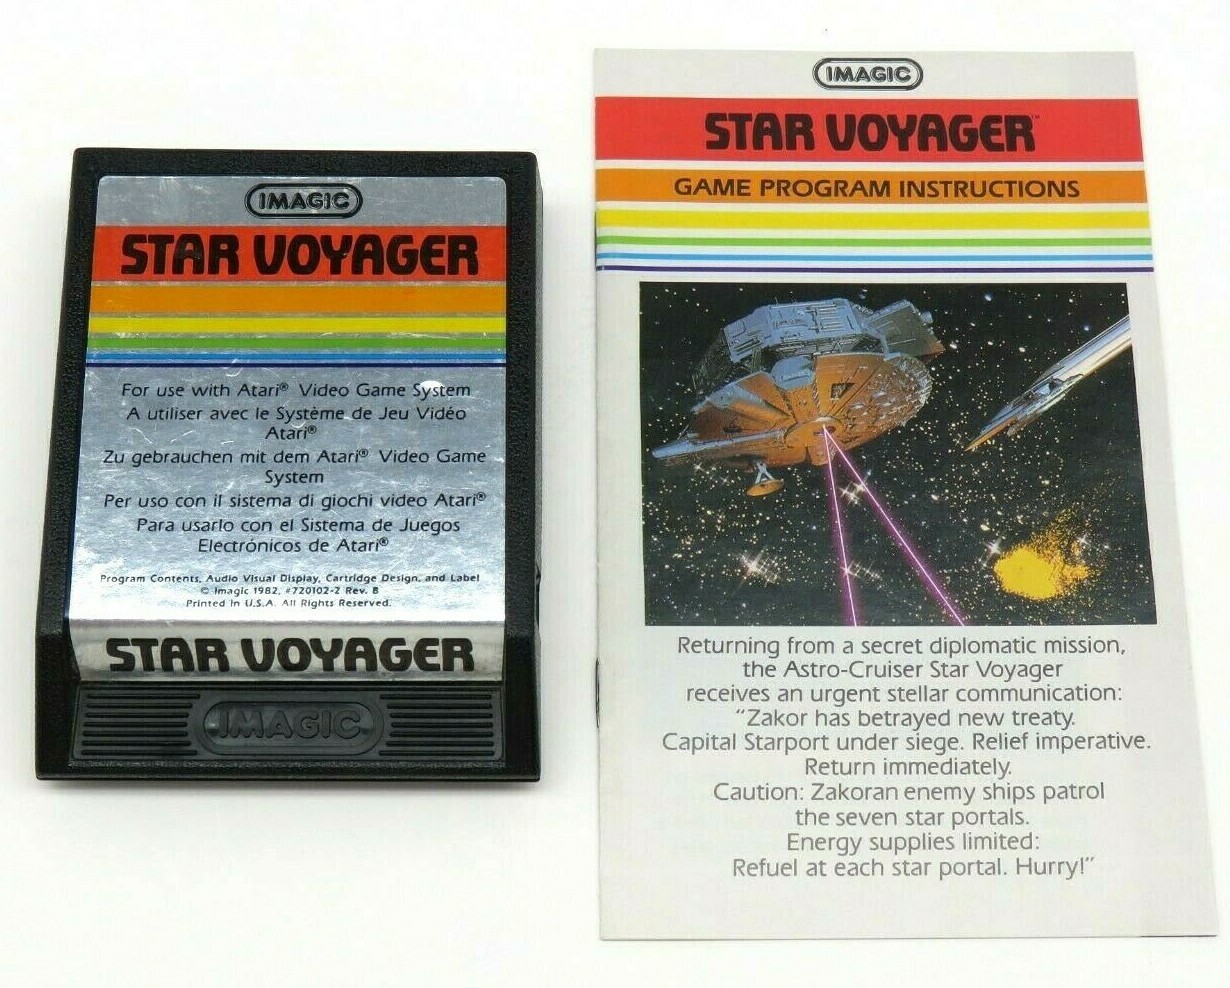 IMAGIC
STAR VOYAGER
For use with Atari® Video Game System
A utiliser avec le Système de Jeu Vidéo
Atari®
Zu gebrauchen mit dem Atari® Video Game
System
Per uso con il sistema di giochi video Atari®
Para usarlo con el Sistema de Juegos
Electrónicos de Atari®
Program Contents, Audio Visual Display, Cartridge Design, and Label
© Imagic 1982, #720102-2 Rev. B
Printed in U.S.A. All Rights Reserved.
STAR VOYAGER
IMAGIC
IMAGIC
STAR VOYAGER™
GAME PROGRAM INSTRUCTIONS
Returning from a secret diplomatic mission,
the Astro-Cruiser Star Voyager
receives an urgent stellar communication:
“Zakor has betrayed new treaty.
Capital Starport under siege. Relief imperative.
Return immediately.
Caution: Zakoran enemy ships patrol
the seven star portals.
Energy supplies limited:
Refuel at each star portal. Hurry!”